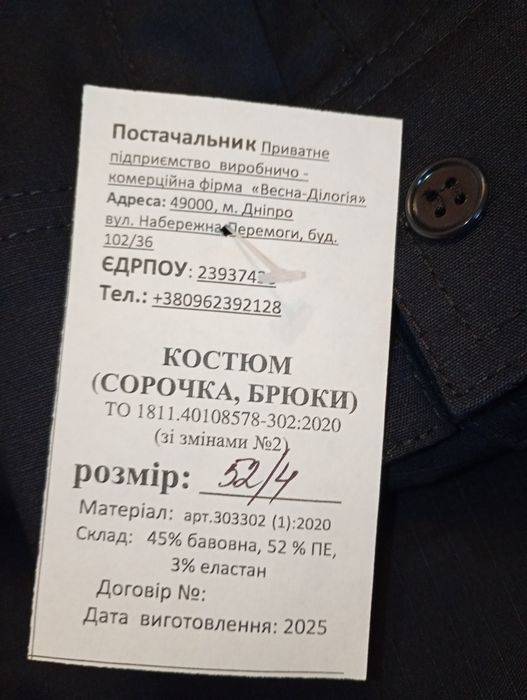 Постачальник Приватне
підприємство виробничо -
комерційна фірма «Весна-Ділогія»
Адреса: 49000, м. Дніпро
вул. Набережна Перемоги, буд.
102/36
ЄДРПОУ:
Тел.: +380962392128
КОСТЮМ
(СОРОЧКА, БРЮКИ)
ТО 1811.40108578-302:2020
(зі змінами №2)
розмір: 52/4
Матеріал: арт.303302 (1):2020
Склад: 45% бавовна, 52 % ПЕ,
3% еластан
Договір №:
Дата виготовлення: 2025